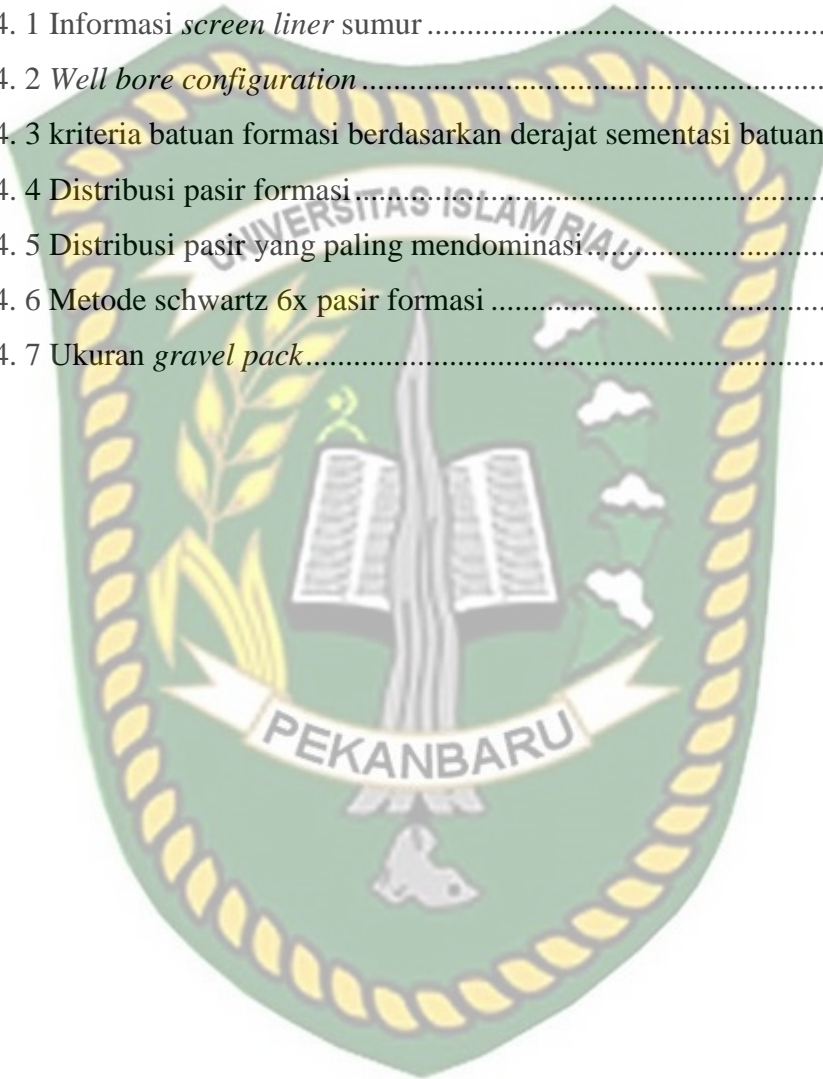 4. 1 Informasi screen liner sumur ..................................................
4. 2 Well bore configuration ..........................................................
4. 3 kriteria batuan formasi berdasarkan derajat sementasi batuan
4. 4 Distribusi pasir formasi ...........................................................
4. 5 Distribusi pasir yang paling mendominasi ..............................
4. 6 Metode schwartz 6x pasir formasi ..........................................
4. 7 Ukuran gravel pack .................................................................
UNIVERSITAS ISLAM RIAU
PEKANBARU